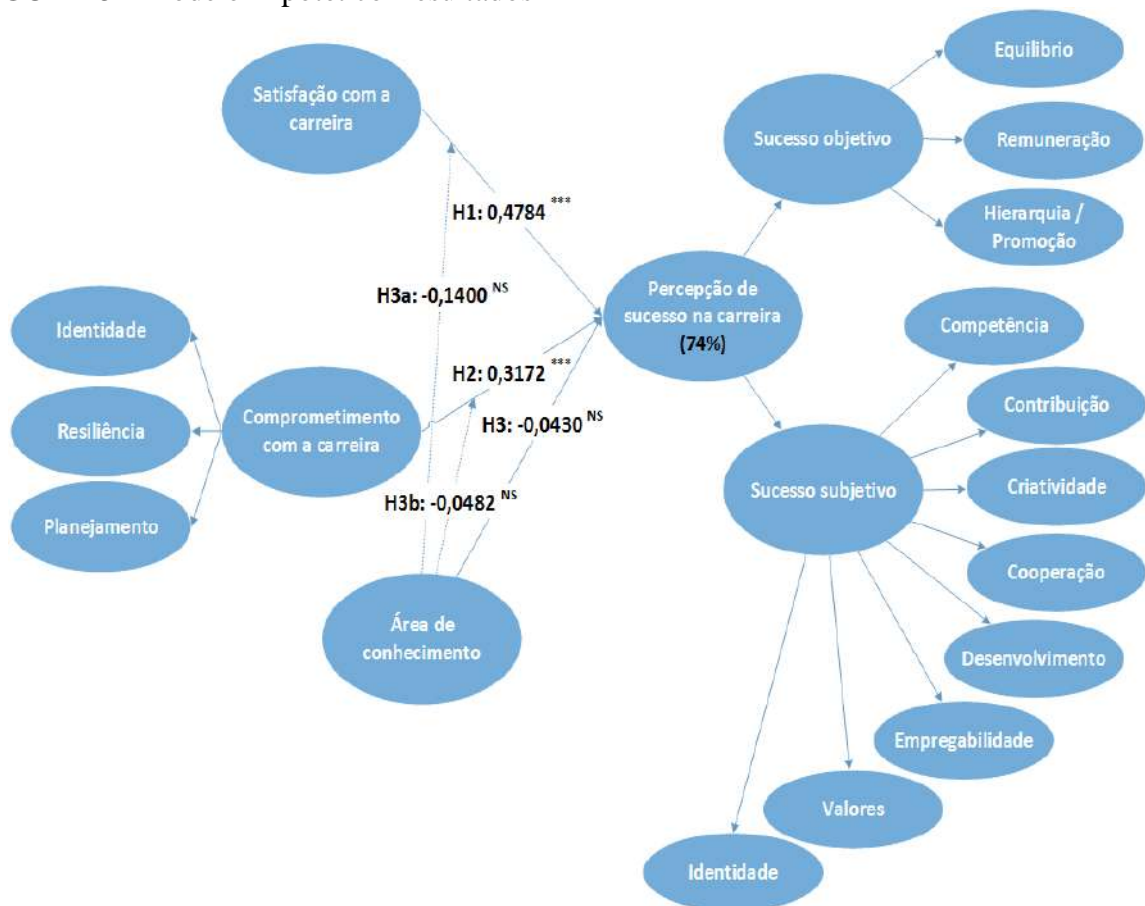 Equilibrio
Satisfação com a
carreira
Sucesso objetivo
Remuneração
Hierarquia /
Promoção
H1: 0,4784 ***
H3a: -0,1400 NS
Percepção de
sucesso na carreira
(74%)
Identidade
Competência
H2: 0,3172 ***
Resiliência
Comprometimento
com a carreira
H3: -0,0430 NS
Contribuição
Sucesso subjetivo
Criatividade
Planejamento
H3b: -0,0482 NS
Cooperação
Área de
conhecimento
Desenvolvimento
Empregabilidade
Valores
Identidade